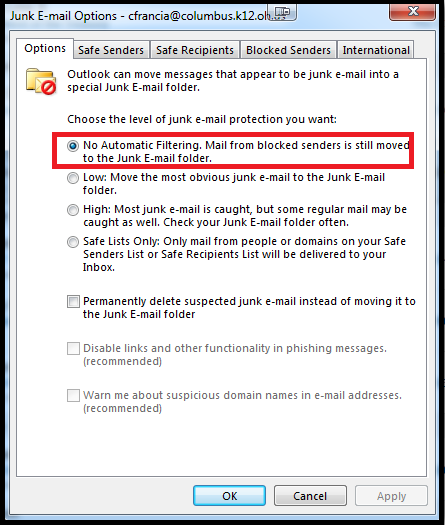 Junk E-mail Options - cfrancia@columbus.k12.oh.us
Options
Safe Senders
Safe Recipients
Blocked Senders
International
Outlook can move messages that appear to be junk e-mail into a
special Junk E-mail folder.
Choose the level of junk e-mail protection you want:
No Automatic Filtering. Mail from blocked senders is still moved
to the Junk E-mail folder.
Low: Move the most obvious junk e-mail to the Junk E-mail
folder.
High: Most junk e-mail is caught, but some regular mail may be
caught as well. Check your Junk E-mail folder often.
Safe Lists Only: Only mail from people or domains on your Safe
Senders List or Safe Recipients List will be delivered to your
Inbox.
Permanently delete suspected junk e-mail instead of moving it to
the Junk E-mail folder
Disable links and other functionality in phishing messages.
(recommended)
Warn me about suspicious domain names in e-mail addresses.
(recommended)
OK
Cancel
Apply